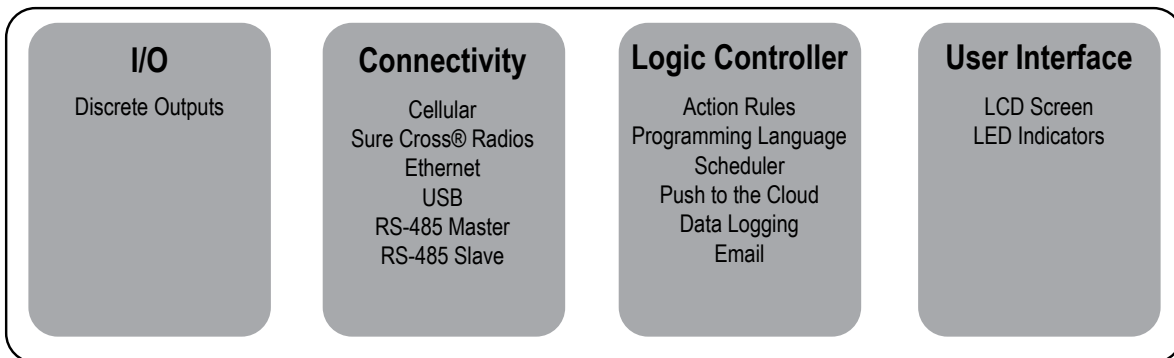 I/O
Discrete Outputs
Connectivity
Cellular
Sure Cross® Radios
Ethernet
USB
RS-485 Master
RS-485 Slave
Logic Controller
Action Rules
Programming Language
Scheduler
Push to the Cloud
Data Logging
Email
User Interface
LCD Screen
LED Indicators